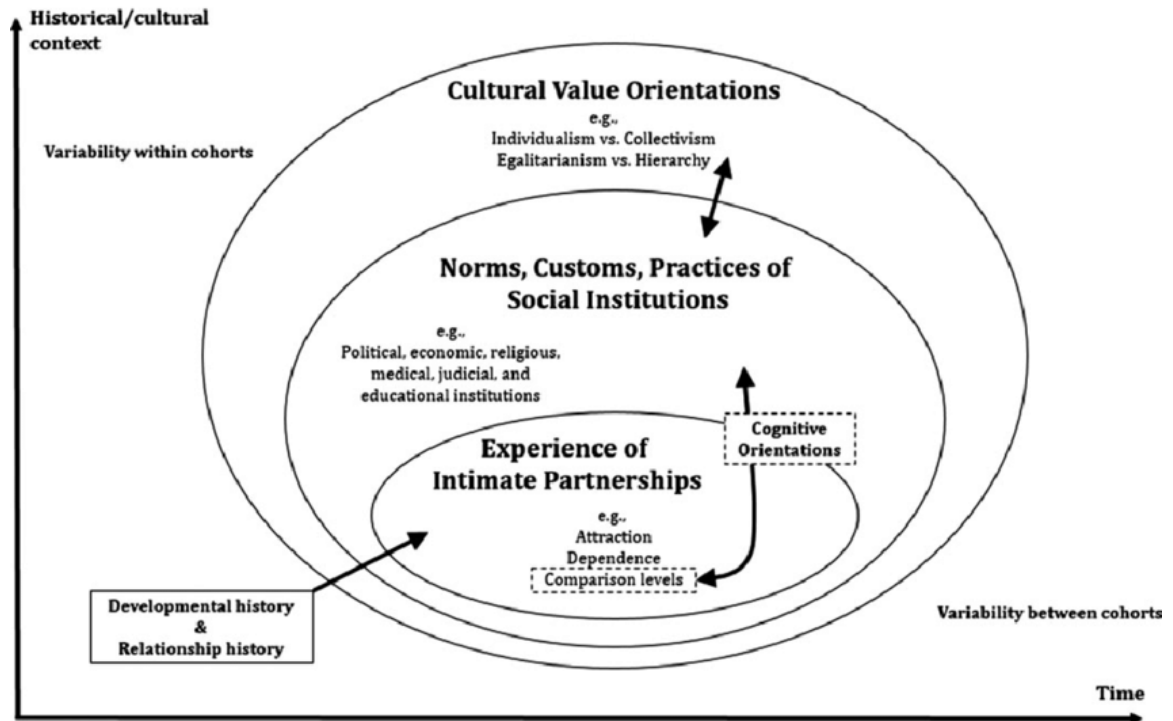 Historical/cultural
context
Cultural Value Orientations
e.g.,
Individualism vs. Collectivism
Egalitarianism vs. Hierarchy
Variability within cohorts
Norms, Customs, Practices of
Social Institutions
e.g.,
Political, economic, religious,
medical, judicial, and
educational institutions
Cognitive
Orientations
Experience of
Intimate Partnerships
e.g.,
Attraction
Dependence
Comparison levels
Developmental history
&
Relationship history
Variability between cohorts
Time